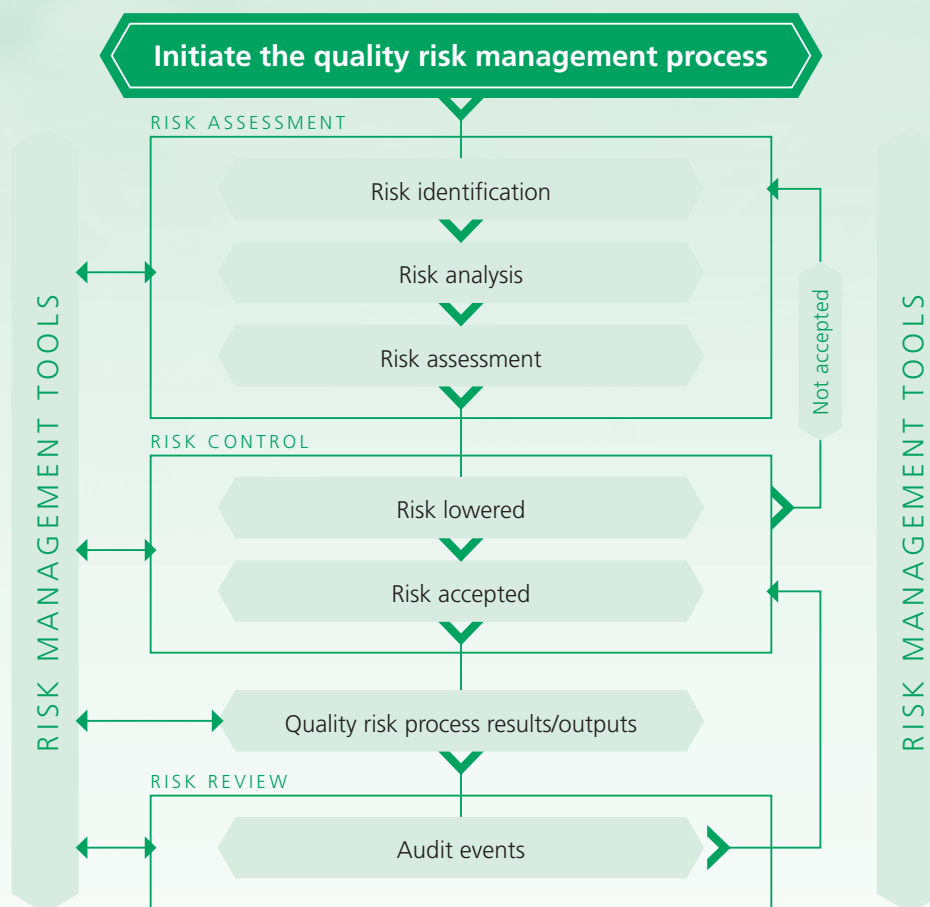 Initiate the quality risk management process
RISK ASSESSMENT
Risk identification
Risk analysis
Risk assessment
Not accepted
RISK MANAGEMENT TOOLS
RISK MANAGEMENT TOOLS
RISK CONTROL
Risk lowered
Risk accepted
Quality risk process results/outputs
RISK REVIEW
Audit events